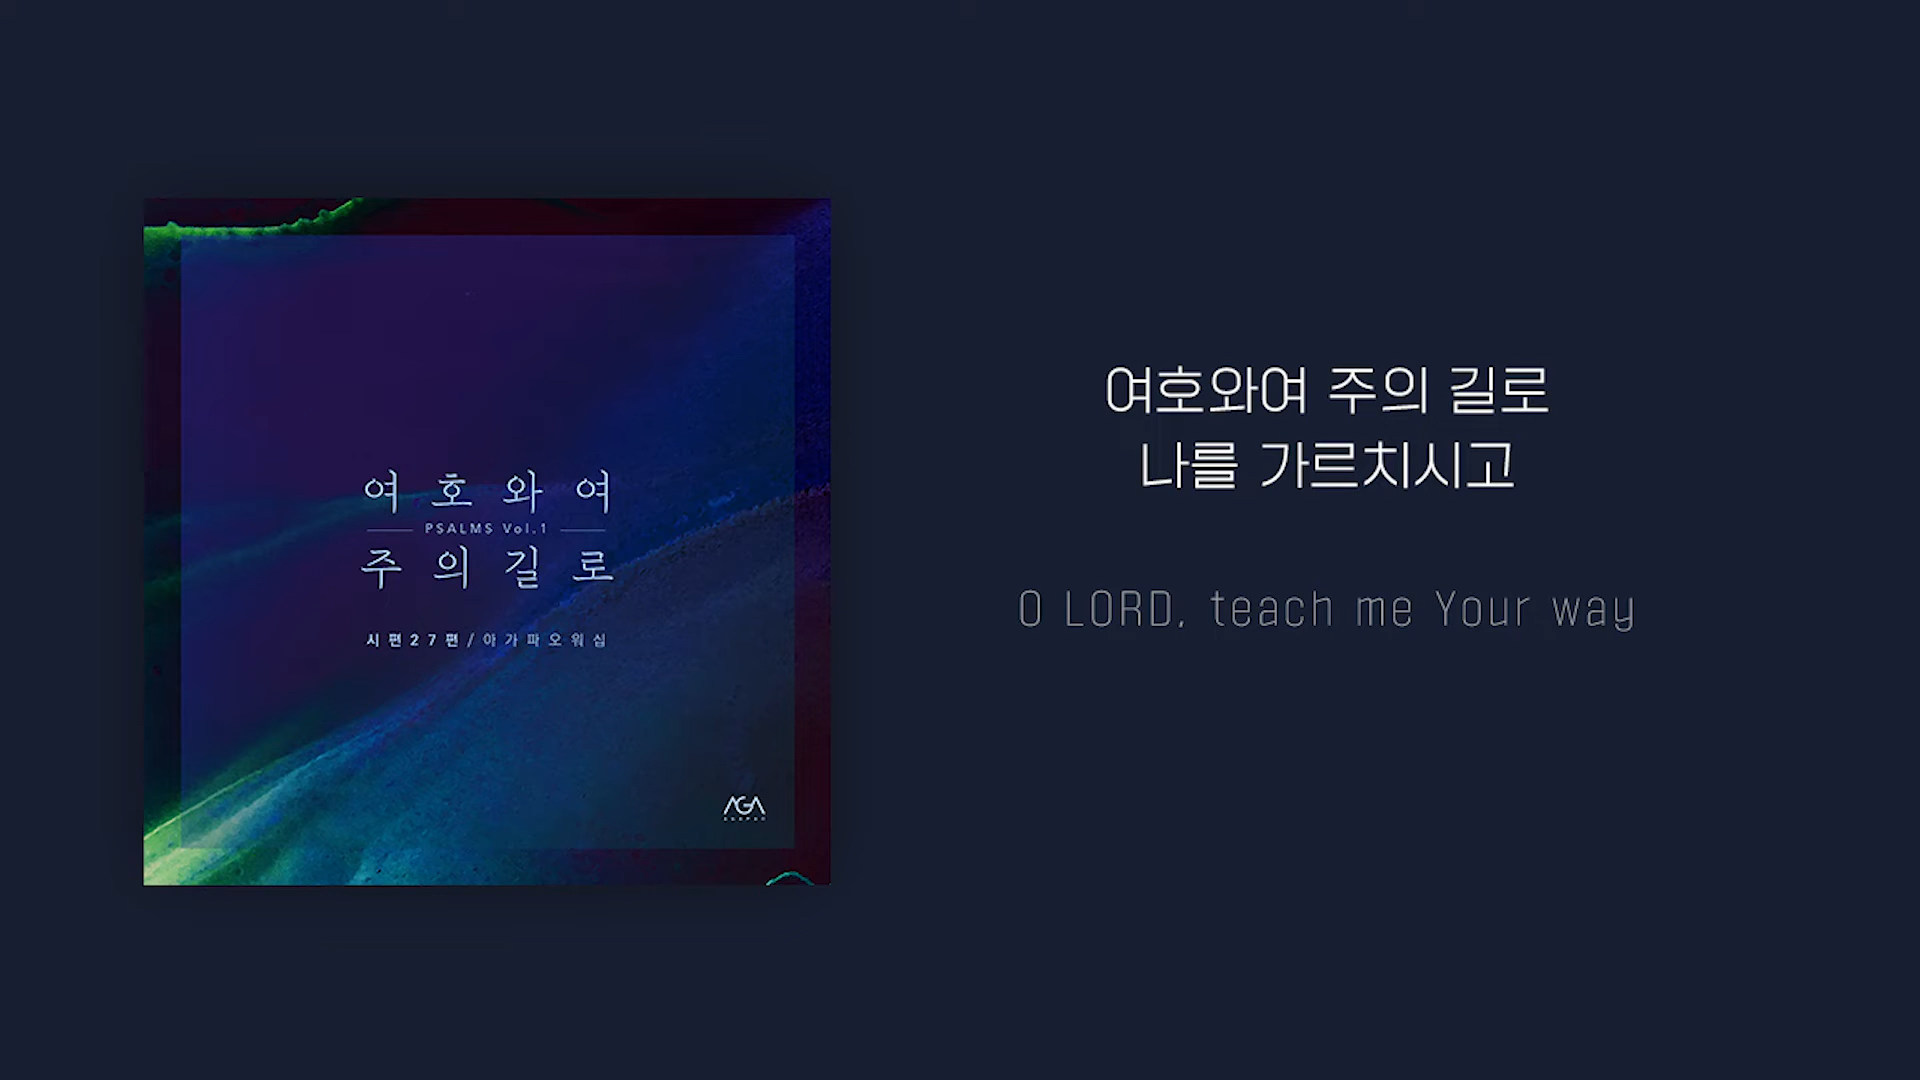 여호와여
PSALMS Vol.1
주의길로
시편27편/아가파오워십
AGA
여호와여 주의 길로
나를 가르치시고
O LORD, teach me Your way